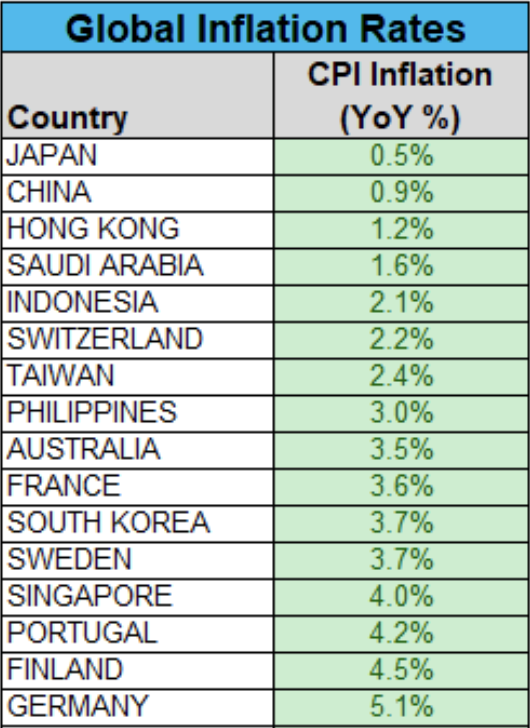 Global Inflation Rates
Country CPI Inflation (YoY %)
JAPAN 0.5%
CHINA 0.9%
HONG KONG 1.2%
SAUDI ARABIA 1.6%
INDONESIA 2.1%
SWITZERLAND 2.2%
TAIWAN 2.4%
PHILIPPINES 3.0%
AUSTRALIA 3.5%
FRANCE 3.6%
SOUTH KOREA 3.7%
SWEDEN 3.7%
SINGAPORE 4.0%
PORTUGAL 4.2%
FINLAND 4.5%
GERMANY 5.1%